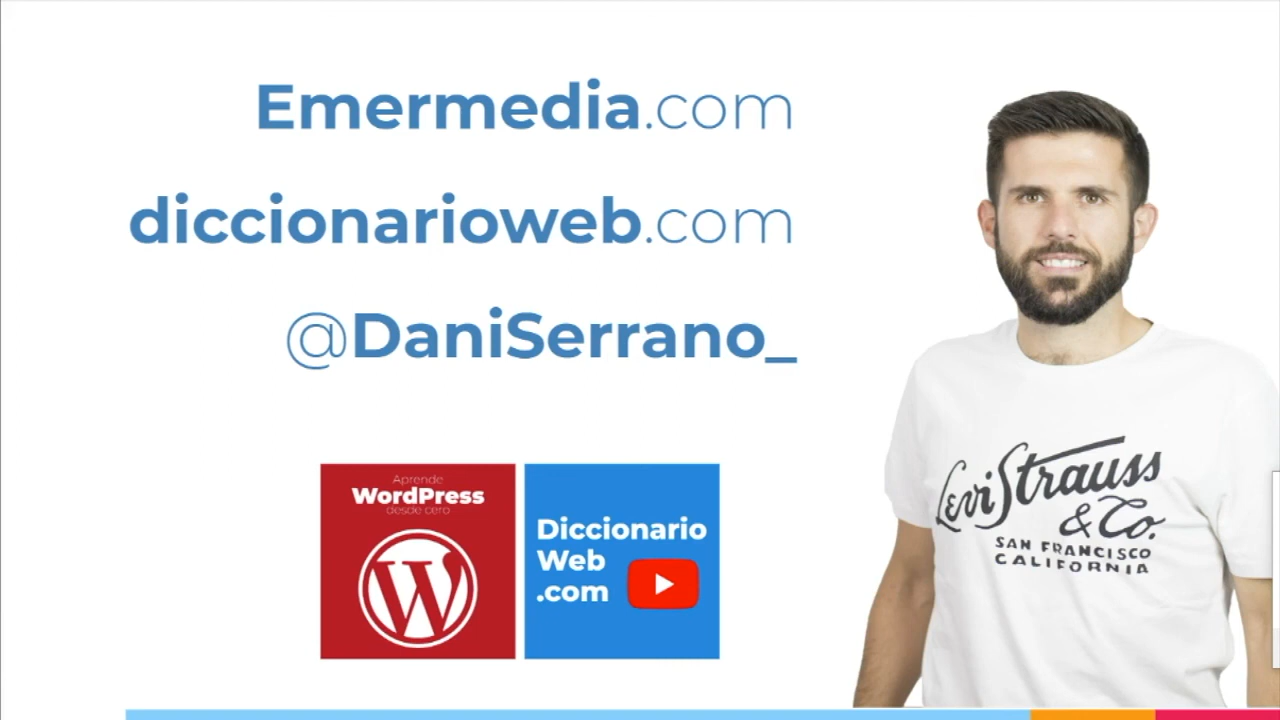 Emermedia.com
diccionarioweb.com
@DaniSerrano_
Aprende
WordPress
desde cero
W
Diccionario
Web
.com
Levi Strauss
& Co.
SAN FRANCISCO
CALIFORNIA